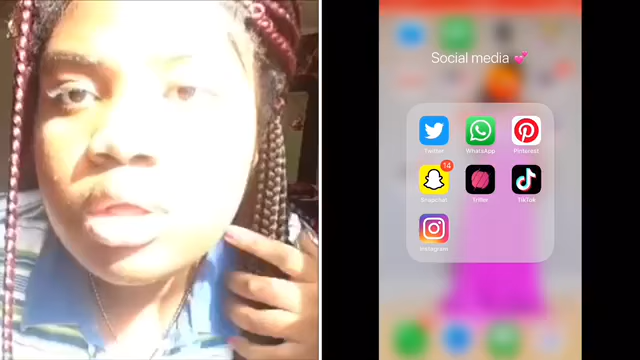 Social media 💞
Twitter WhatsApp Pinterest
14
Snapchat Triller TikTok
Instagram